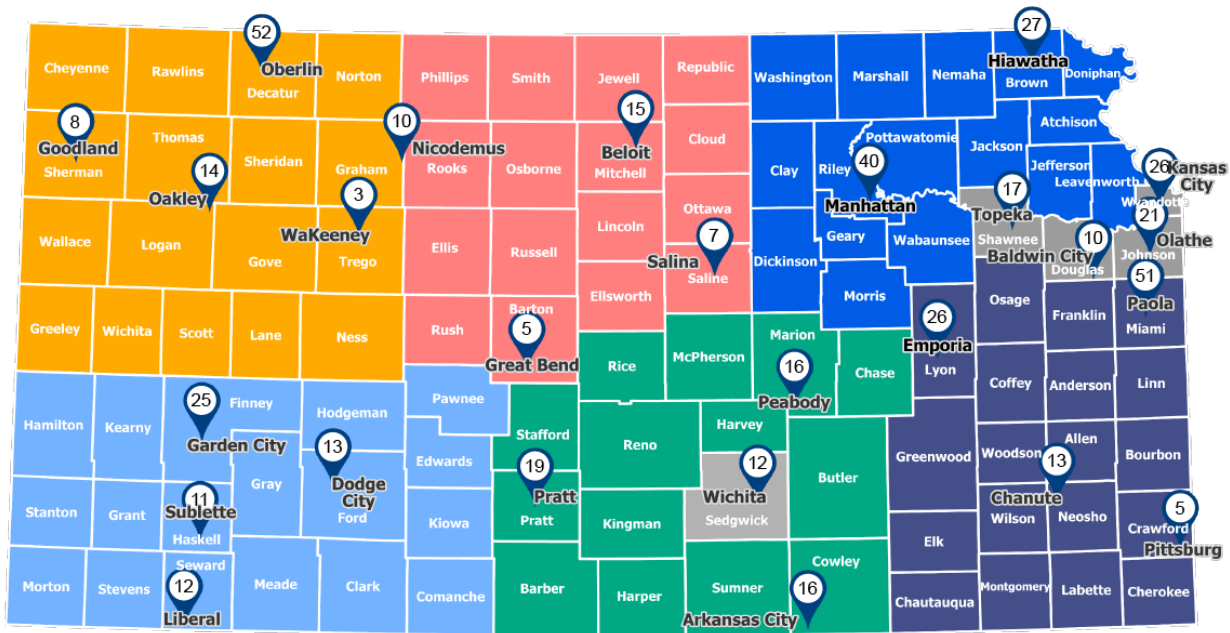 52
27
Oberlin
Hiawatha
Cheyenne
Rawlins
Decatur
Norton
Phillips
Smith
Jewell
Republic
Washington
Marshall
Nemaha
Brown
Doniphan
8
Goodland
Sherman
Thomas
14
Oakley
Sheridan
10
Nicodemus
Graham
3
WaKeeney
Rooks
Osborne
15
Beloit
Mitchell
Cloud
Clay
Riley
Pottawatomie
40
Manhattan
Jackson
Atchison
Jefferson
Leavenworth
26
Kansas
City
Wyandotte
17
Topeka
Shawnee
21
Olathe
Johnson
10
Baldwin City
Douglas
Wallace
Logan
Gove
Trego
Ellis
Russell
Lincoln
Ottawa
7
Salina
Saline
Ellsworth
Dickinson
Geary
Wabaunsee
Morris
51
Paola
Miami
Greeley
Wichita
Scott
Lane
Ness
Rush
Barton
5
Great Bend
Rice
McPherson
Marion
16
Peabody
Chase
26
Emporia
Lyon
Osage
Franklin
Coffey
Anderson
Linn
Hamilton
Kearny
25
Finney
Garden City
Hodgeman
13
Dodge
City
Ford
Gray
Pawnee
Edwards
Stafford
19
Pratt
Pratt
Reno
Harvey
12
Wichita
Sedgwick
Butler
Greenwood
Woodson
Allen
13
Chanute
Wilson
Neosho
Bourbon
5
Crawford
Pittsburg
Stanton
Grant
11
Sublette
Haskell
Kiowa
Kingman
Elk
Morton
Stevens
Seward
12
Liberal
Meade
Clark
Comanche
Barber
Harper
Sumner
16
Arkansas City
Cowley
Chautauqua
Montgomery
Labette
Cherokee